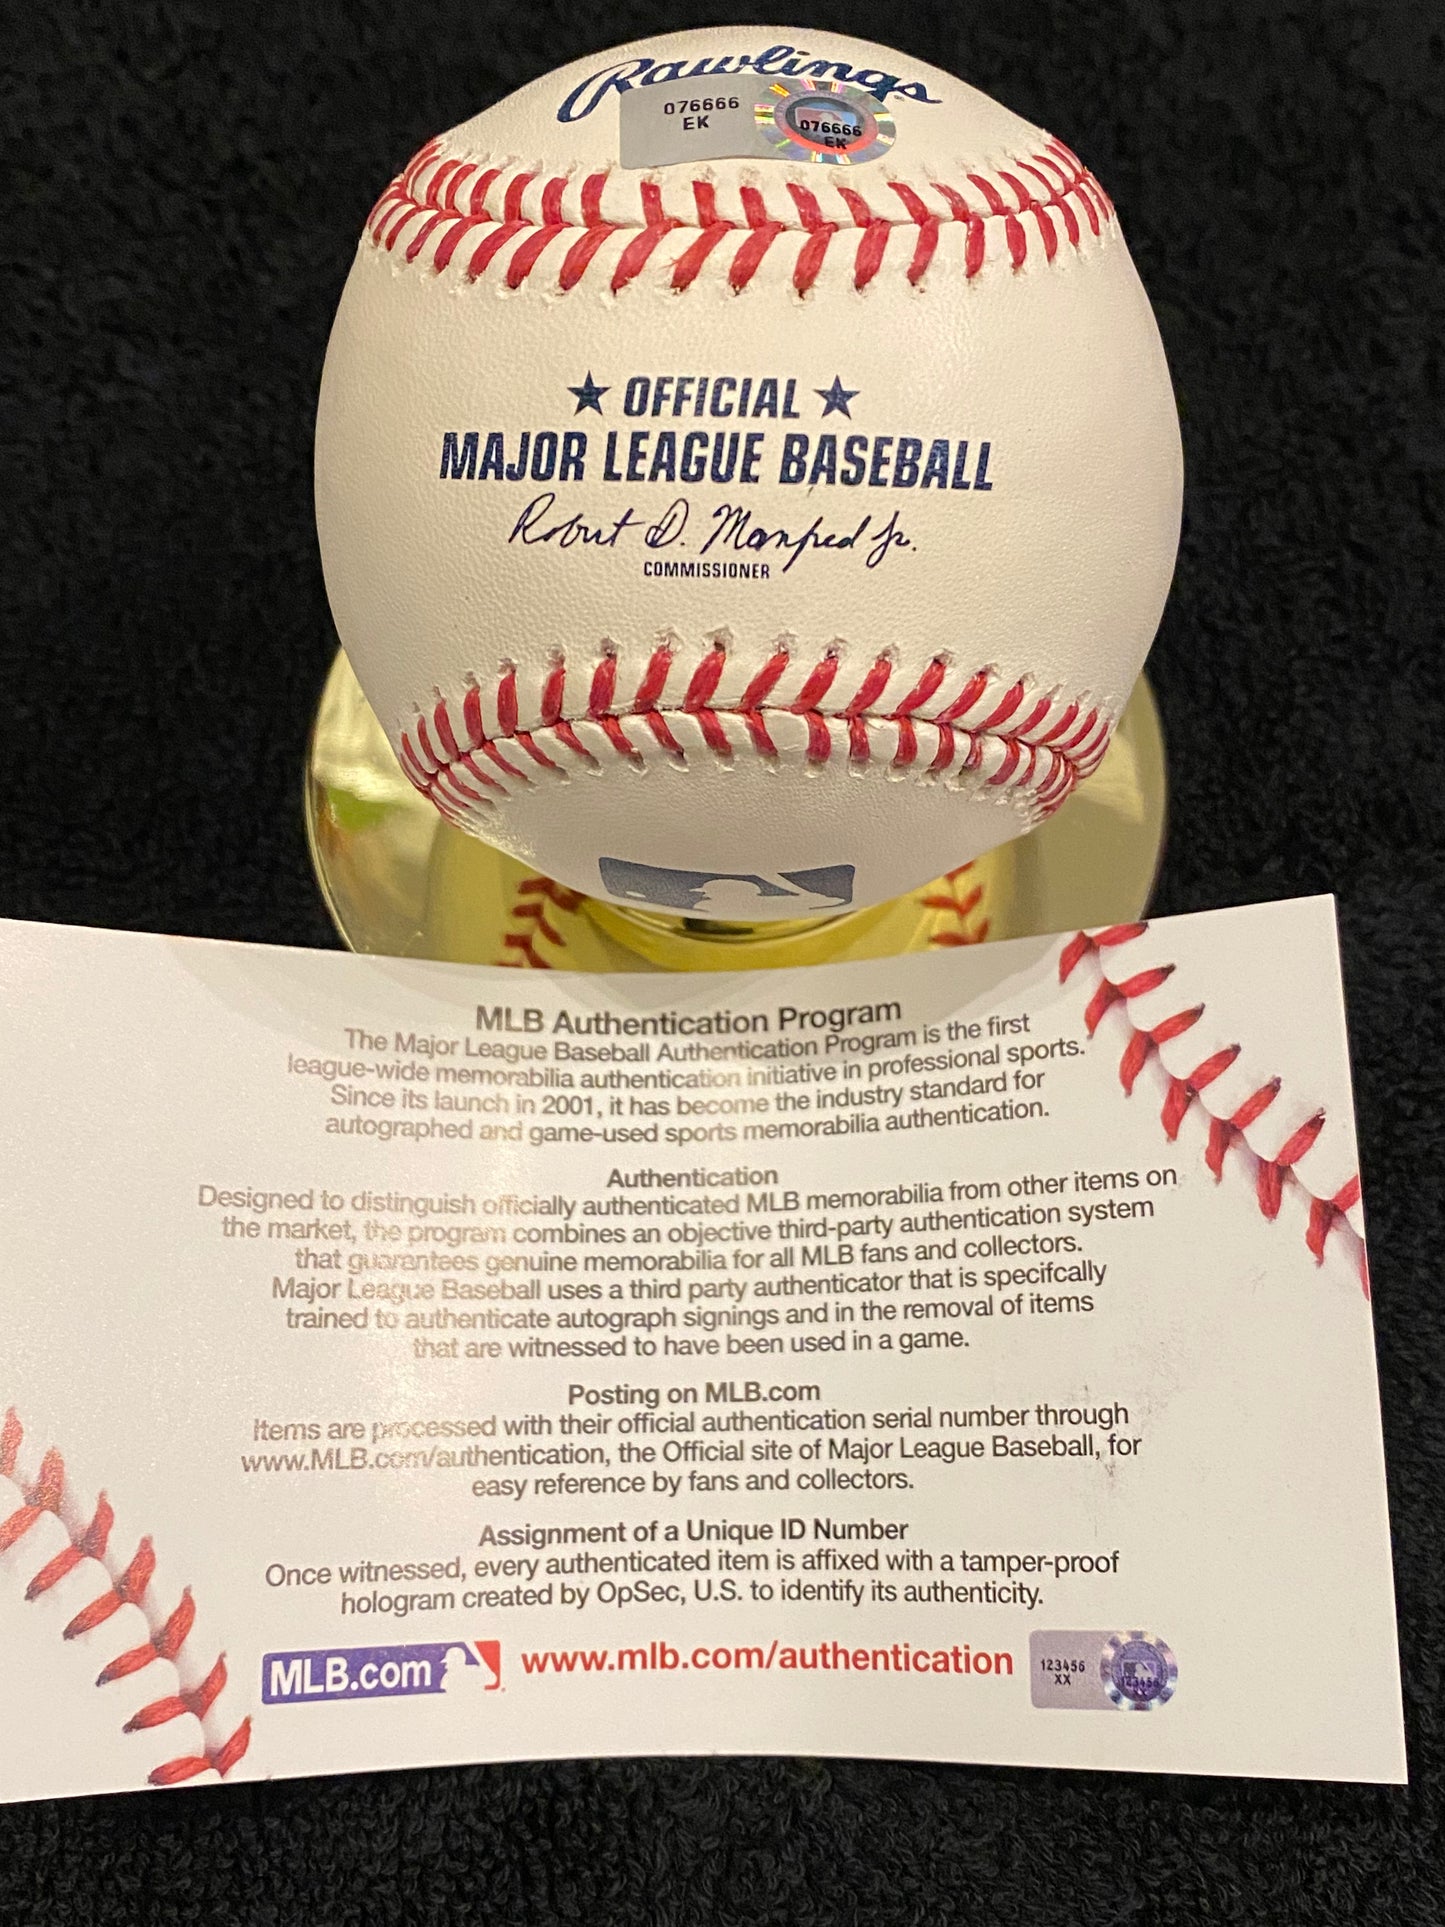 Rawlings
076666
EK
076666
EK
★ OFFICIAL ★
MAJOR LEAGUE BASEBALL
Robert D. Manfred Jr.
COMMISSIONER
MLB Authentication Program
The Major League Baseball Authentication Program is the first
league-wide memorabilia authentication initiative in professional sports.
Since its launch in 2001, it has become the industry standard for
autographed and game-used sports memorabilia authentication.
Authentication
Designed to distinguish officially authenticated MLB memorabilia from other items on
the market, the program combines an objective third-party authentication system
that guarantees genuine memorabilia for all MLB fans and collectors.
Major League Baseball uses a third party authenticator that is specifcally
trained to authenticate autograph signings and in the removal of items
that are witnessed to have been used in a game.
Posting on MLB.com
Items are processed with their official authentication serial number through
www.MLB.com/authentication, the Official site of Major League Baseball, for
easy reference by fans and collectors.
Assignment of a Unique ID Number
Once witnessed, every authenticated item is affixed with a tamper-proof
hologram created by OpSec, U.S. to identify its authenticity.
MLB.com www.mlb.com/authentication
123456
XX
123456
XX